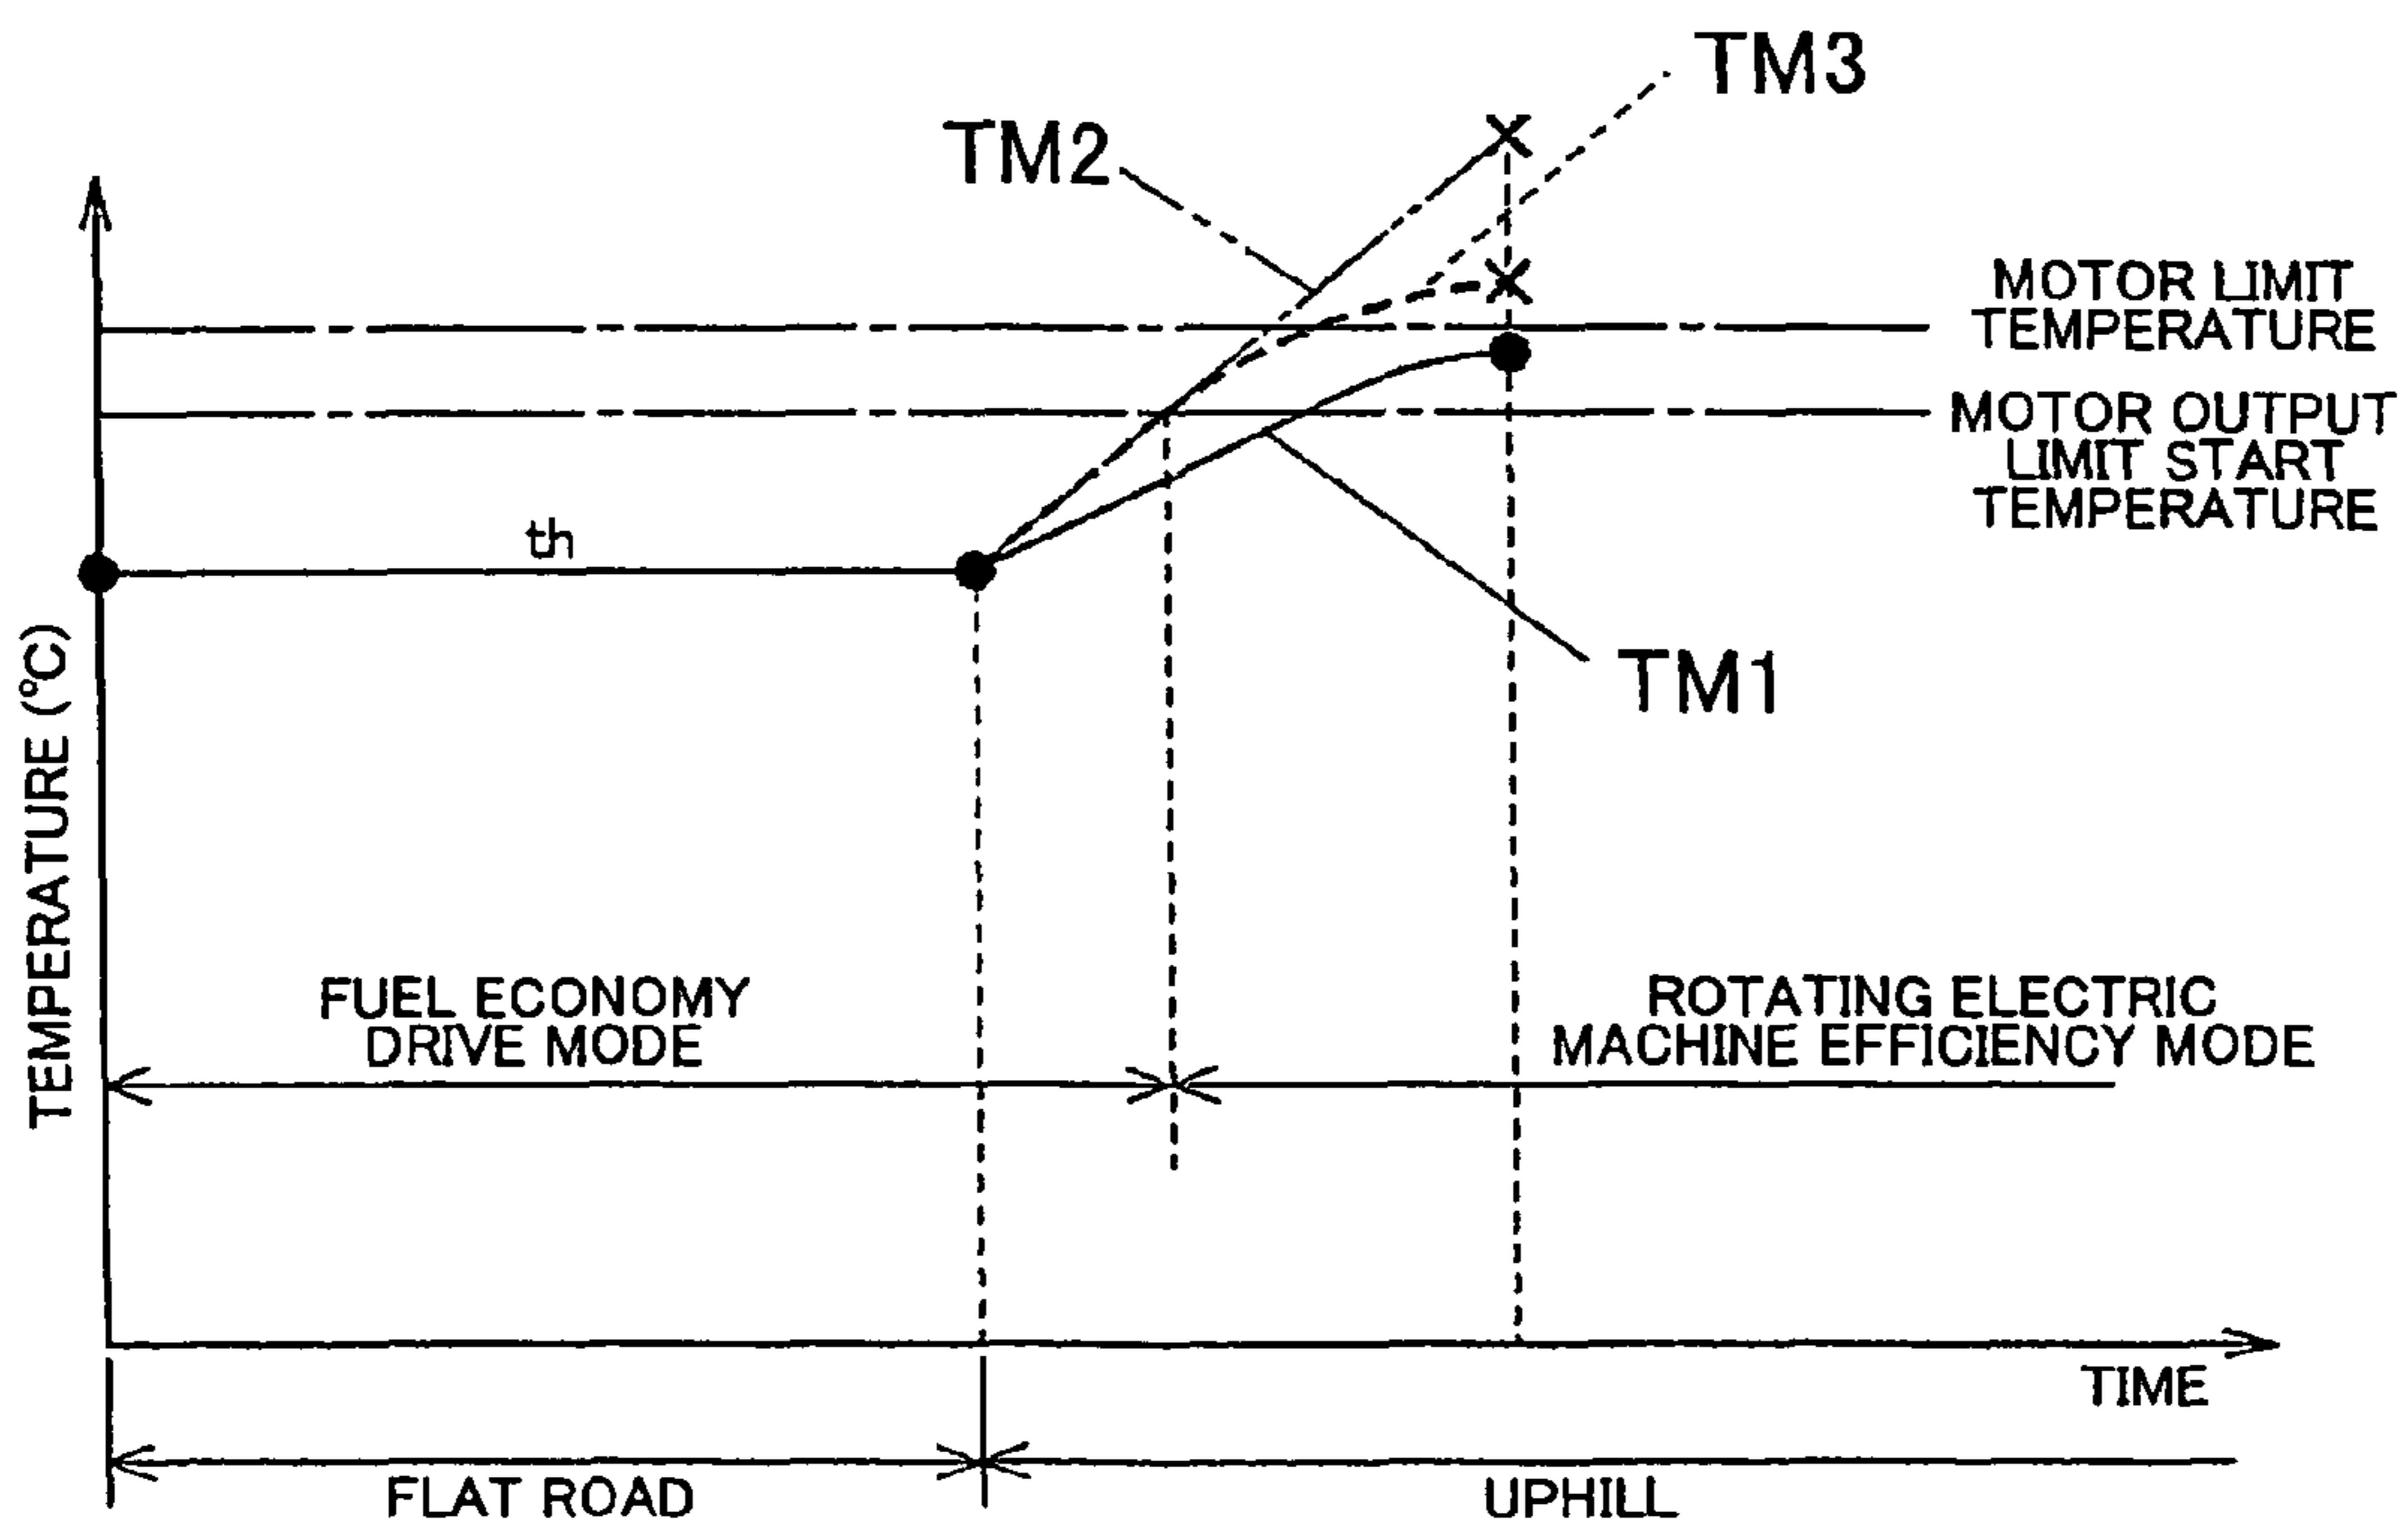 TM3
TM2
MOTOR LIMIT
TEMPERATURE
MOTOR OUTPUT
LIMIT START
TEMPERATURE
th
TM1
TEMPERATURE (°C)
FUEL ECONOMY
DRIVE MODE
ROTATING ELECTRIC
MACHINE EFFICIENCY MODE
TIME
FLAT ROAD
UPHILL